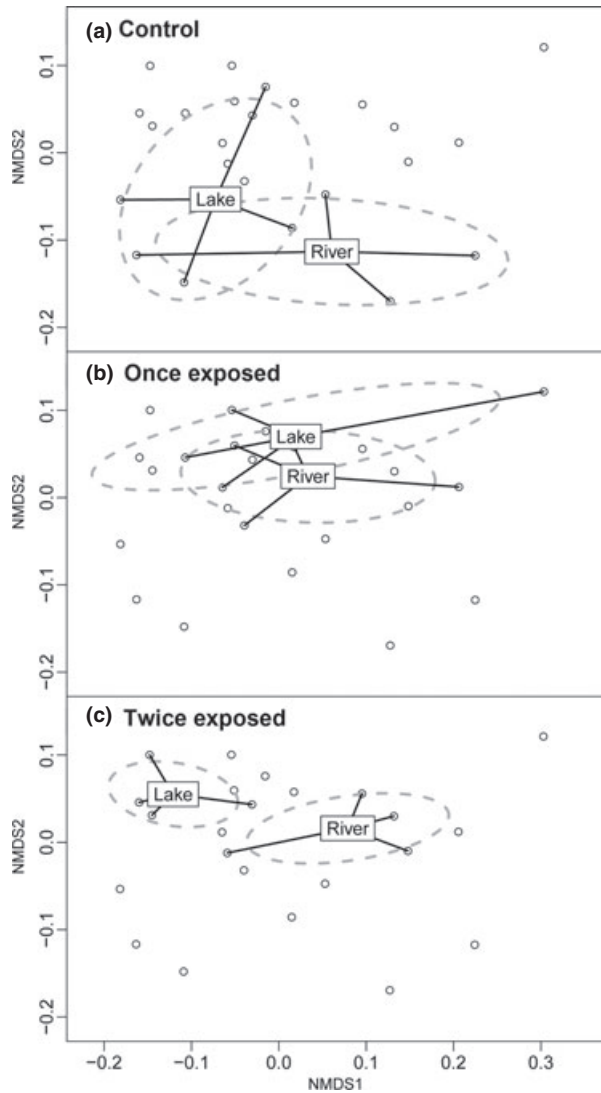 (a) Control
0.1
0.0
−0.1
−0.2
NMDS2
Lake
River
(b) Once exposed
0.1
0.0
−0.1
−0.2
NMDS2
Lake
River
(c) Twice exposed
0.1
0.0
−0.1
−0.2
NMDS2
Lake
River
−0.2 −0.1 0.0 0.1 0.2 0.3
NMDS1